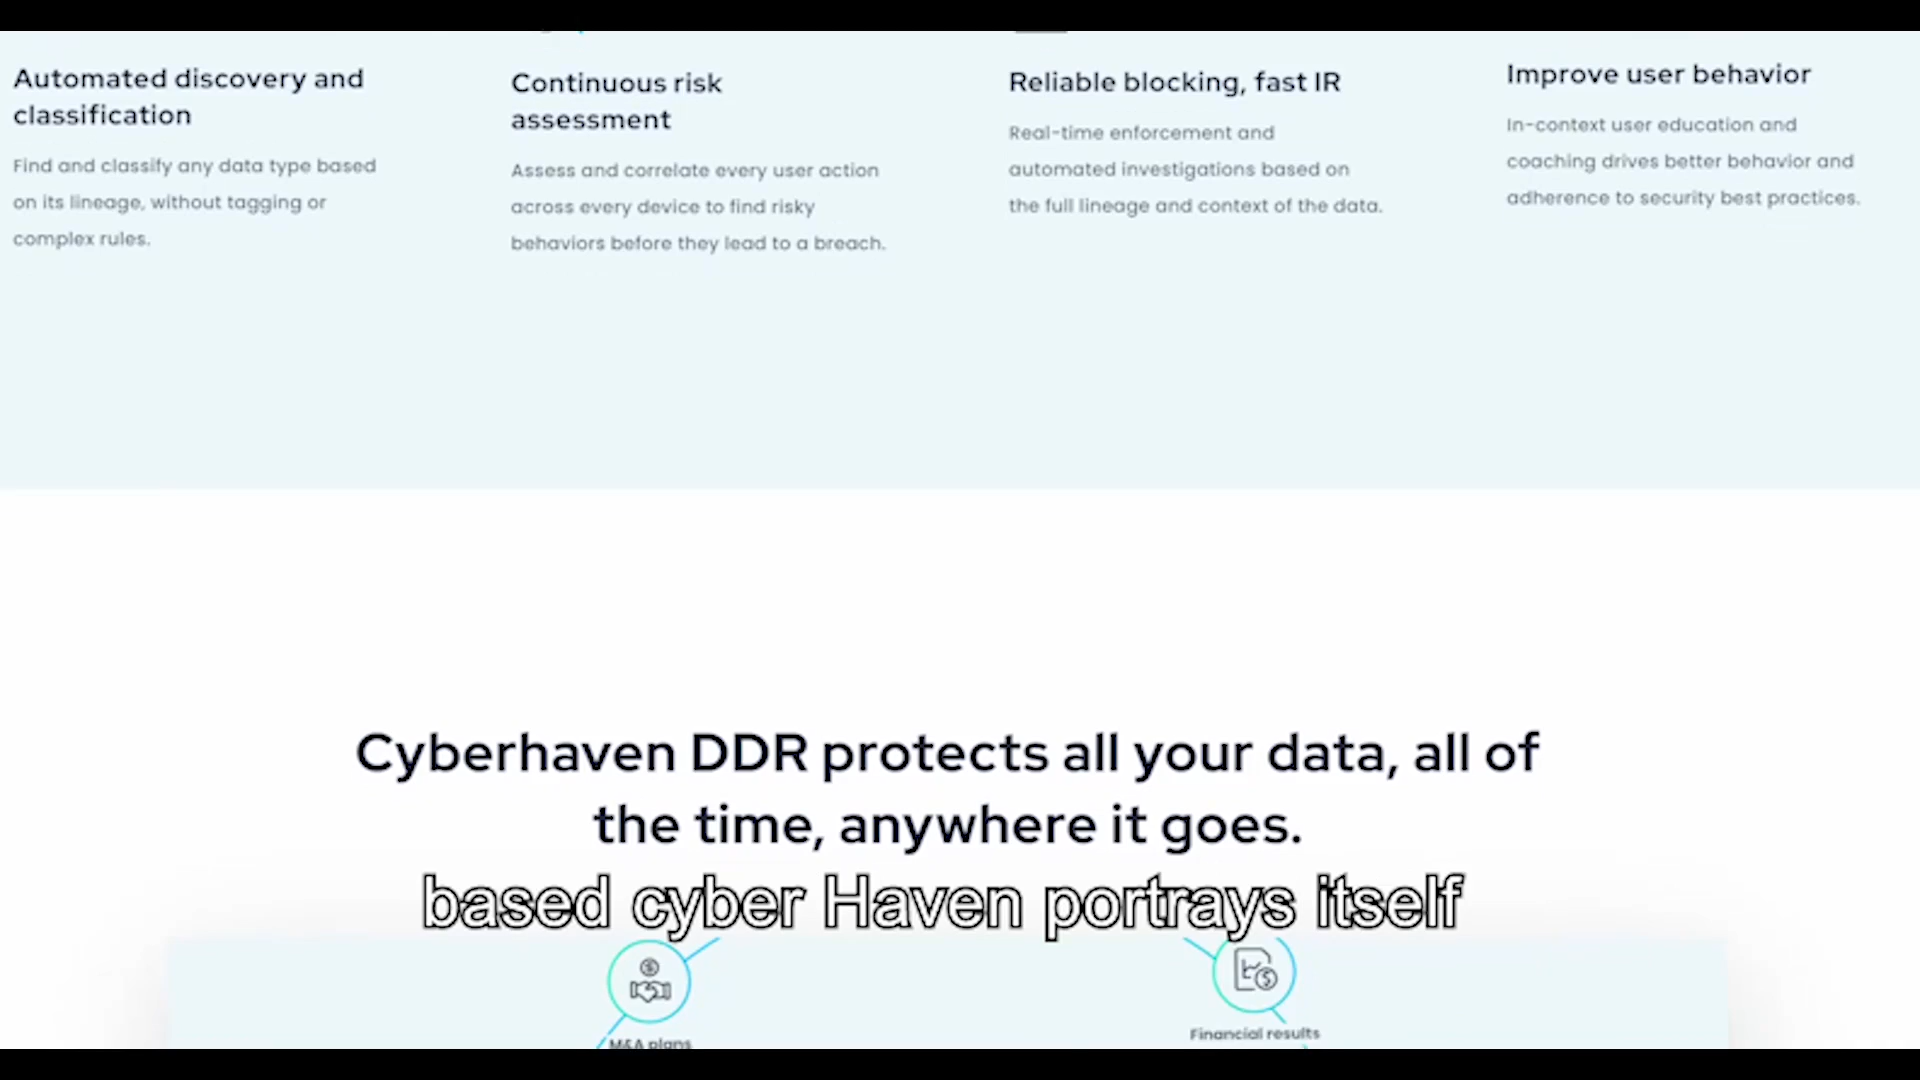 Automated discovery and
classification
Find and classify any data type based
on its lineage, without tagging or
complex rules.
Continuous risk
assessment
Assess and correlate every user action
across every device to find risky
behaviors before they lead to a breach.
Reliable blocking, fast IR
Real-time enforcement and
automated investigations based on
the full lineage and context of the data.
Improve user behavior
In-context user education and
coaching drives better behavior and
adherence to security best practices.
Cyberhaven DDR protects all your data, all of
the time, anywhere it goes.
based cyber Haven portrays itself
M&A plans
Financial results